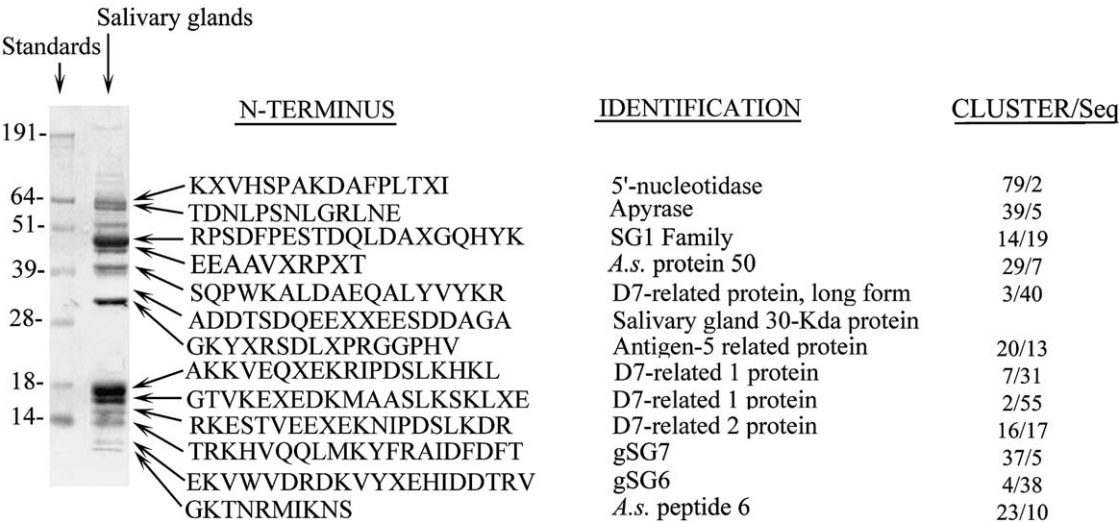 Salivary glands
Standards
N-TERMINUS IDENTIFICATION CLUSTER/Seq
191-
KXVHSPAKDAFPLTXI 5'-nucleotidase 79/2
64-
TDNLPSNLGRLNE Apyrase 39/5
51-
RPSDFPESTDQLDAXGQHYK SG1 Family 14/19
EEAAVXRPXT A.s. protein 50 29/7
39-
SQPWKALDAEQALYVYKR D7-related protein, long form 3/40
ADDTSDQEEXXEESDDAGA Salivary gland 30-Kda protein
28-
GKYXRSDLXPRGGPHV Antigen-5 related protein 20/13
AKKVEQXEKRIPDSLKHKL D7-related 1 protein 7/31
18-
GTVKEXEDKMAASLKSKLXE D7-related 1 protein 2/55
14-
RKESTVEEXEKNIPDSLKDR D7-related 2 protein 16/17
TRKHVQQLMKYFRAIDFDFT gSG7 37/5
EKVWVDRDKVYXEHIDDTRV gSG6 4/38
GKTNRMIKNS A.s. peptide 6 23/10